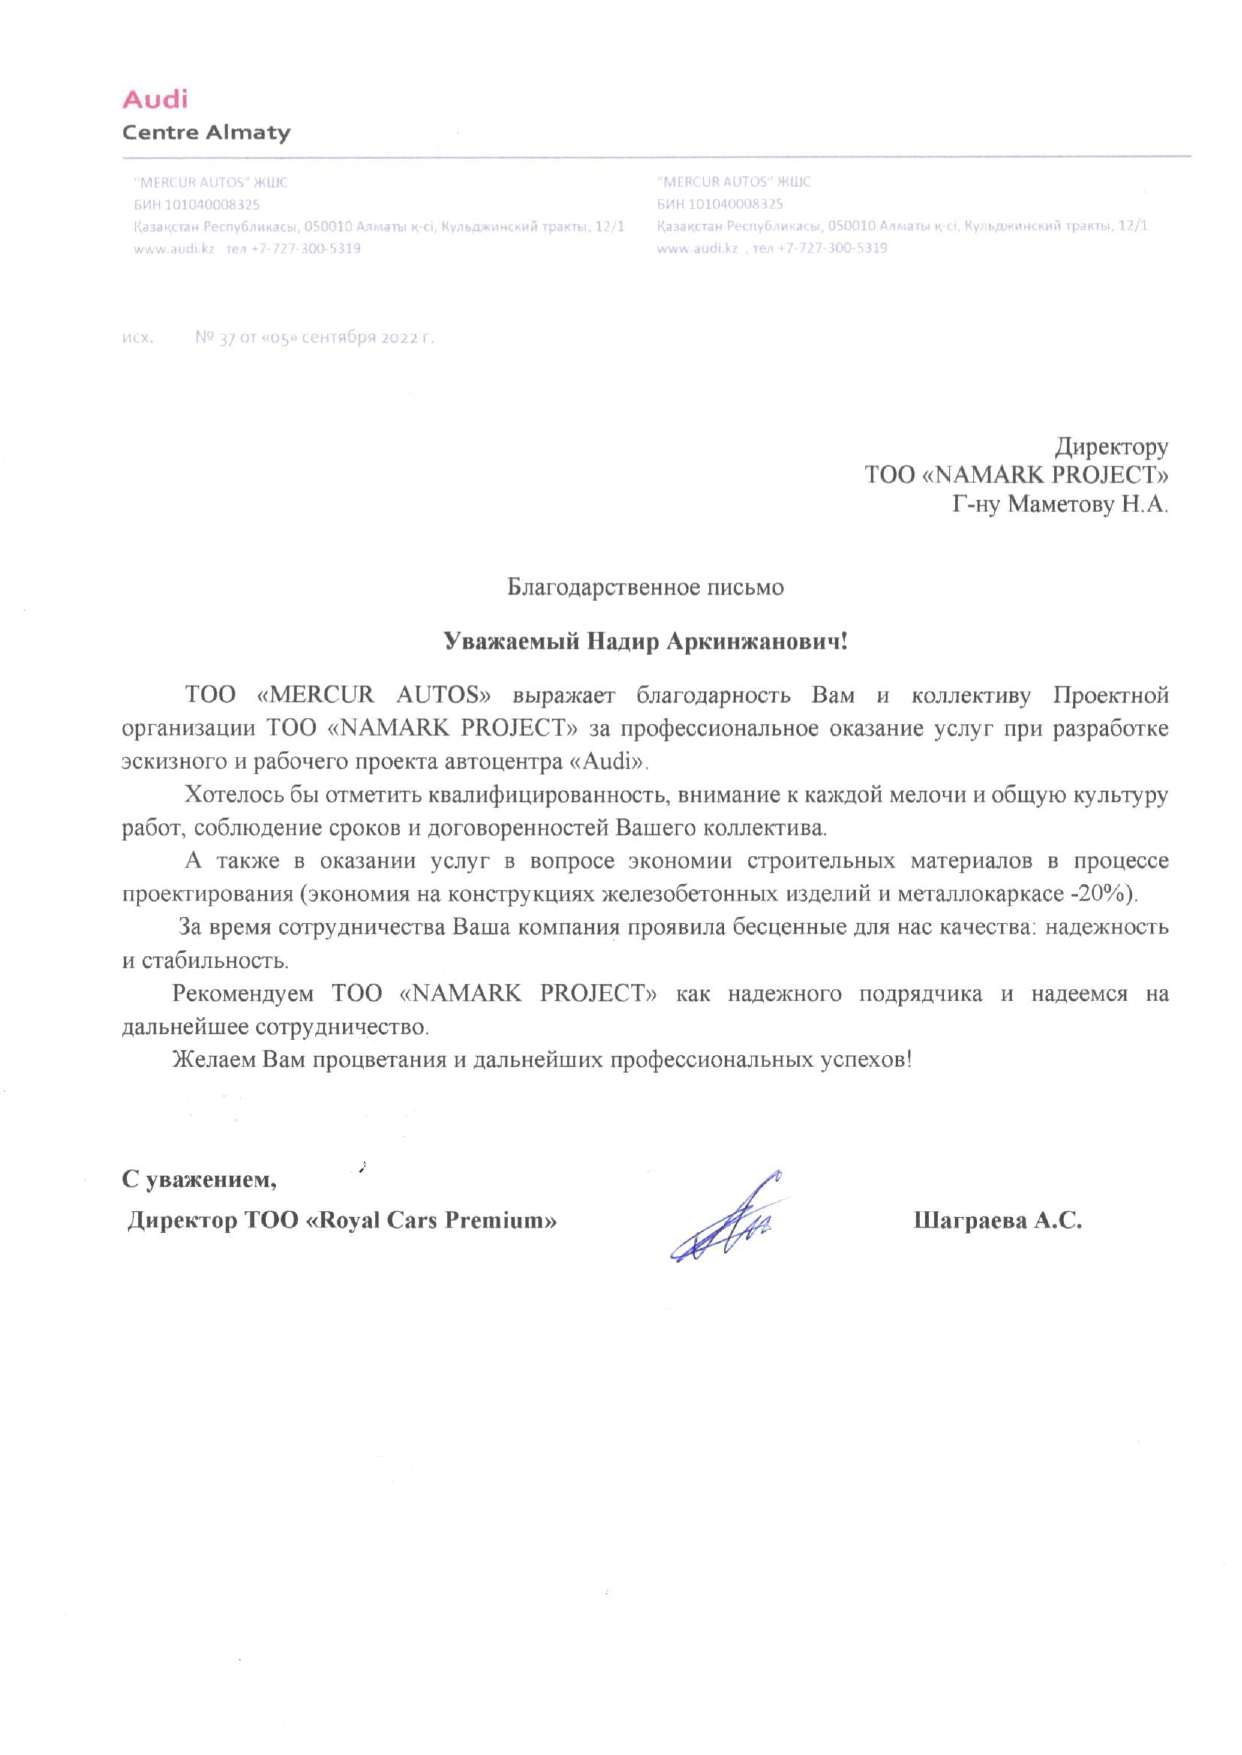 Audi
Centre Almaty
"MERCUR AUTOS" ЖШС
БИН 101040008325
Қазақстан Республикасы, 050010 Алматы қ-сі, Кульджинский тракты, 12/1
www.audi.kz тел +7-727-300-5319
"MERCUR AUTOS" ЖШС
БИН 101040008325
Қазақстан Республикасы, 050010 Алматы қ-сі, Кульджинский тракты, 12/1
www.audi.kz , тел +7-727-300-5319
исх. № 37 от «05» сентября 2022 г.
Директору
ТОО «NAMARK PROJECT»
Г-ну Маметову Н.А.
Благодарственное письмо
Уважаемый Надир Аркинжанович!
ТОО «MERCUR AUTOS» выражает благодарность Вам и коллективу Проектной
организации ТОО «NAMARK PROJECT» за профессиональное оказание услуг при разработке
эскизного и рабочего проекта автоцентра «Audi».
Хотелось бы отметить квалифицированность, внимание к каждой мелочи и общую культуру
работ, соблюдение сроков и договоренностей Вашего коллектива.
А также в оказании услуг в вопросе экономии строительных материалов в процессе
проектирования (экономия на конструкциях железобетонных изделий и металлокаркасе -20%).
За время сотрудничества Ваша компания проявила бесценные для нас качества: надежность
и стабильность.
Рекомендуем ТОО «NAMARK PROJECT» как надежного подрядчика и надеемся на
дальнейшее сотрудничество.
Желаем Вам процветания и дальнейших профессиональных успехов!
С уважением,
Директор ТОО «Royal Cars Premium» Шаграева А.С.